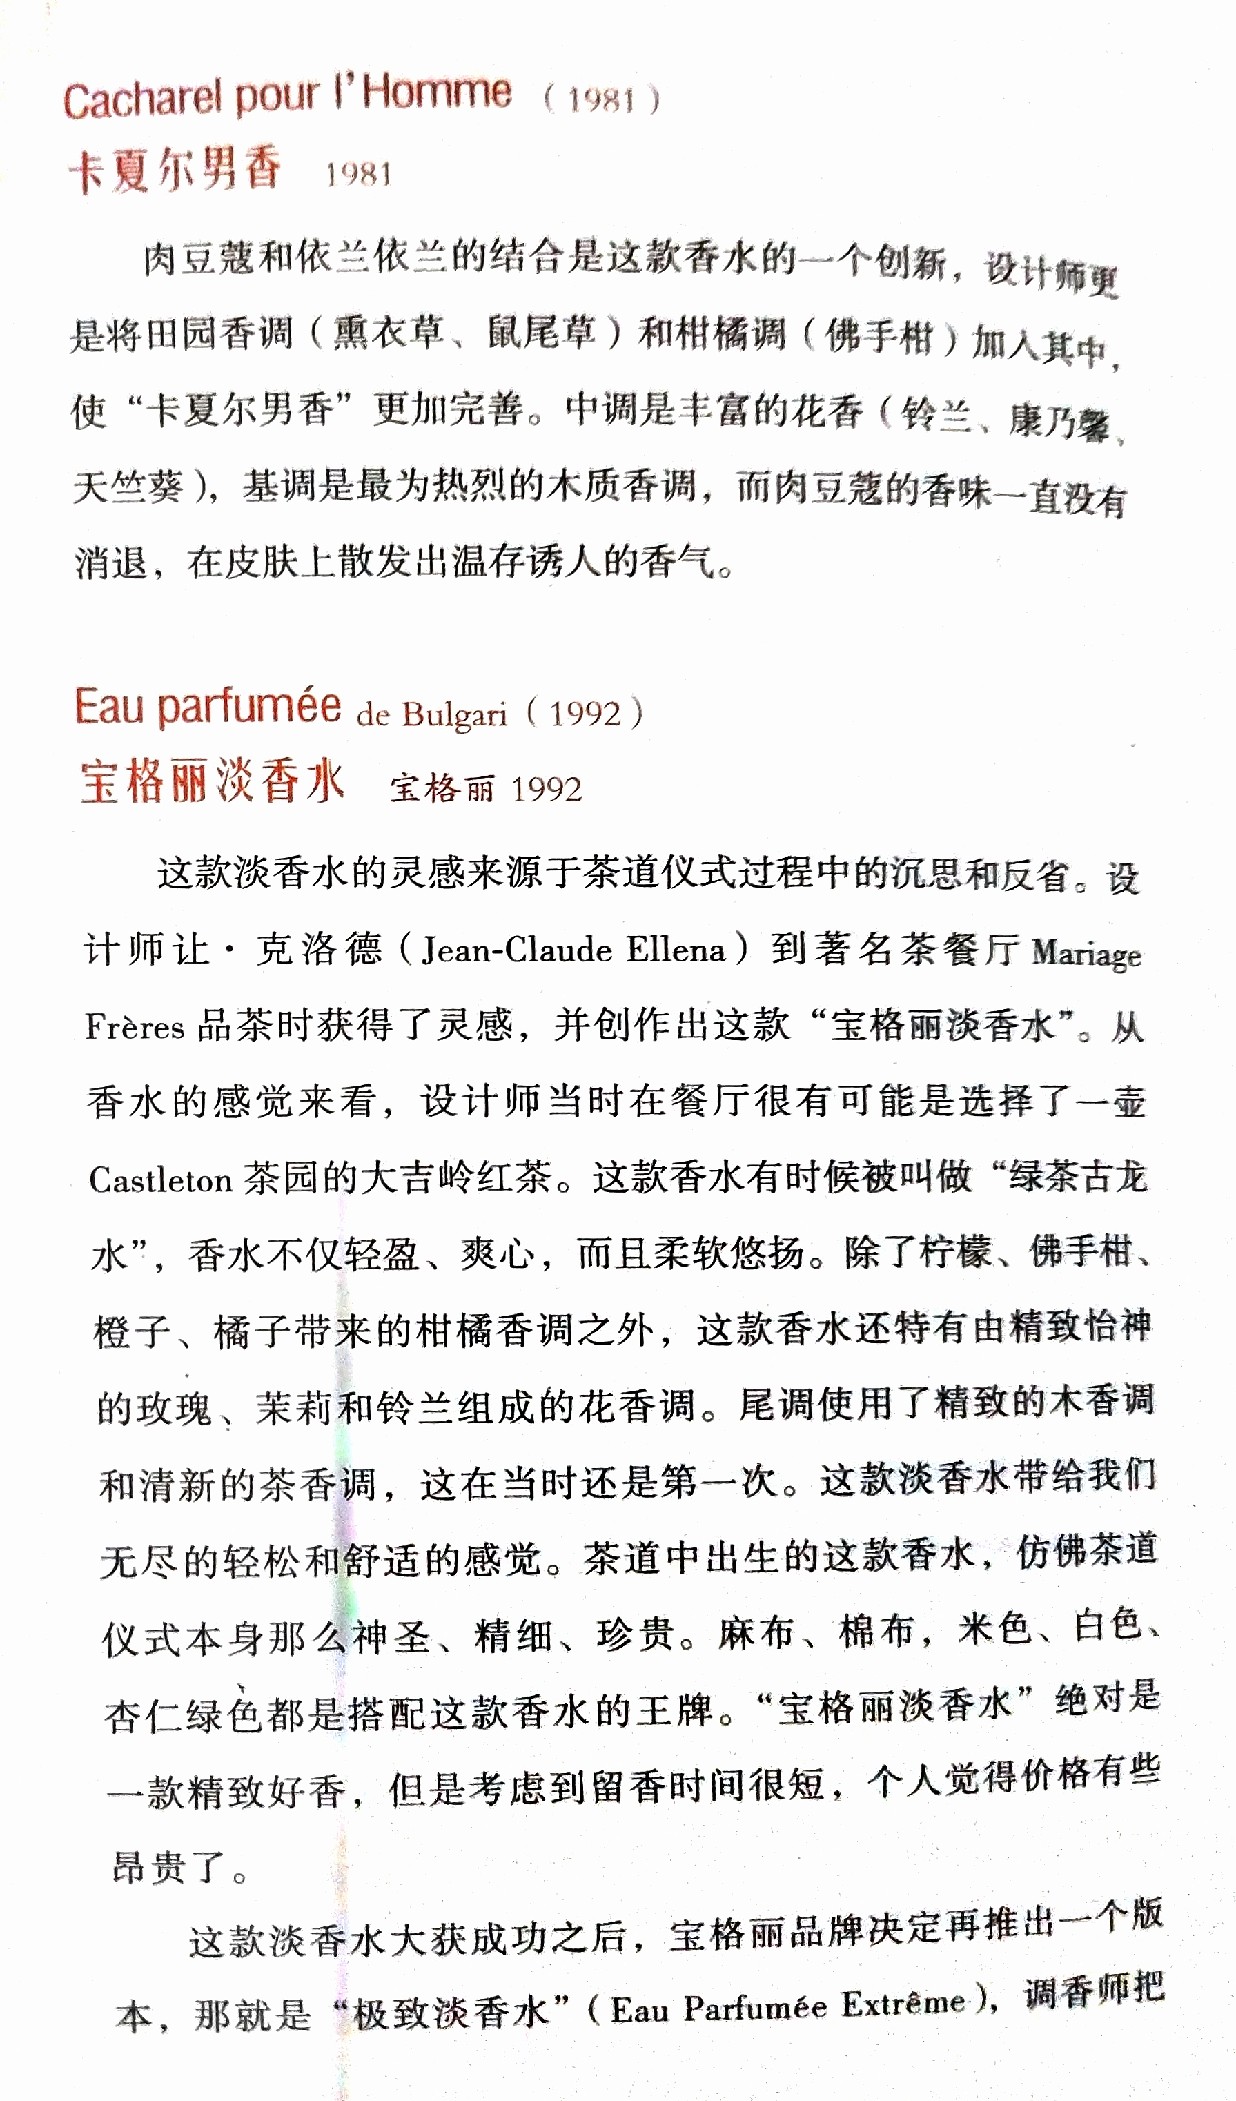 Cacharel pour l'Homme （1981）
卡夏尔男香 1981
肉豆蔻和依兰依兰的结合是这款香水的一个创新，设计师更
是将田园香调（熏衣草、鼠尾草）和柑橘调（佛手柑）加入其中，
使“卡夏尔男香”更加完善。中调是丰富的花香（铃兰、康乃馨、
天竺葵），基调是最为热烈的木质香调，而肉豆蔻的香味一直没有
消退，在皮肤上散发出温存诱人的香气。
Eau parfumée de Bulgari（1992）
宝格丽淡香水 宝格丽 1992
这款淡香水的灵感来源于茶道仪式过程中的沉思和反省。设
计师让·克洛德（Jean-Claude Ellena）到著名茶餐厅 Mariage
Frères 品茶时获得了灵感，并创作出这款“宝格丽淡香水”。从
香水的感觉来看，设计师当时在餐厅很有可能是选择了一壶
Castleton 茶园的大吉岭红茶。这款香水有时候被叫做“绿茶古龙
水”，香水不仅轻盈、爽心，而且柔软悠扬。除了柠檬、佛手柑、
橙子、橘子带来的柑橘香调之外，这款香水还特有由精致怡神
的玫瑰、茉莉和铃兰组成的花香调。尾调使用了精致的木香调
和清新的茶香调，这在当时还是第一次。这款淡香水带给我们
无尽的轻松和舒适的感觉。茶道中出生的这款香水，仿佛茶道
仪式本身那么神圣、精细、珍贵。麻布、棉布，米色、白色、
杏仁绿色都是搭配这款香水的王牌。“宝格丽淡香水”绝对是
一款精致好香，但是考虑到留香时间很短，个人觉得价格有些
昂贵了。
这款淡香水大获成功之后，宝格丽品牌决定再推出一个版
本，那就是“极致淡香水”（Eau Parfumée Extrême），调香师把